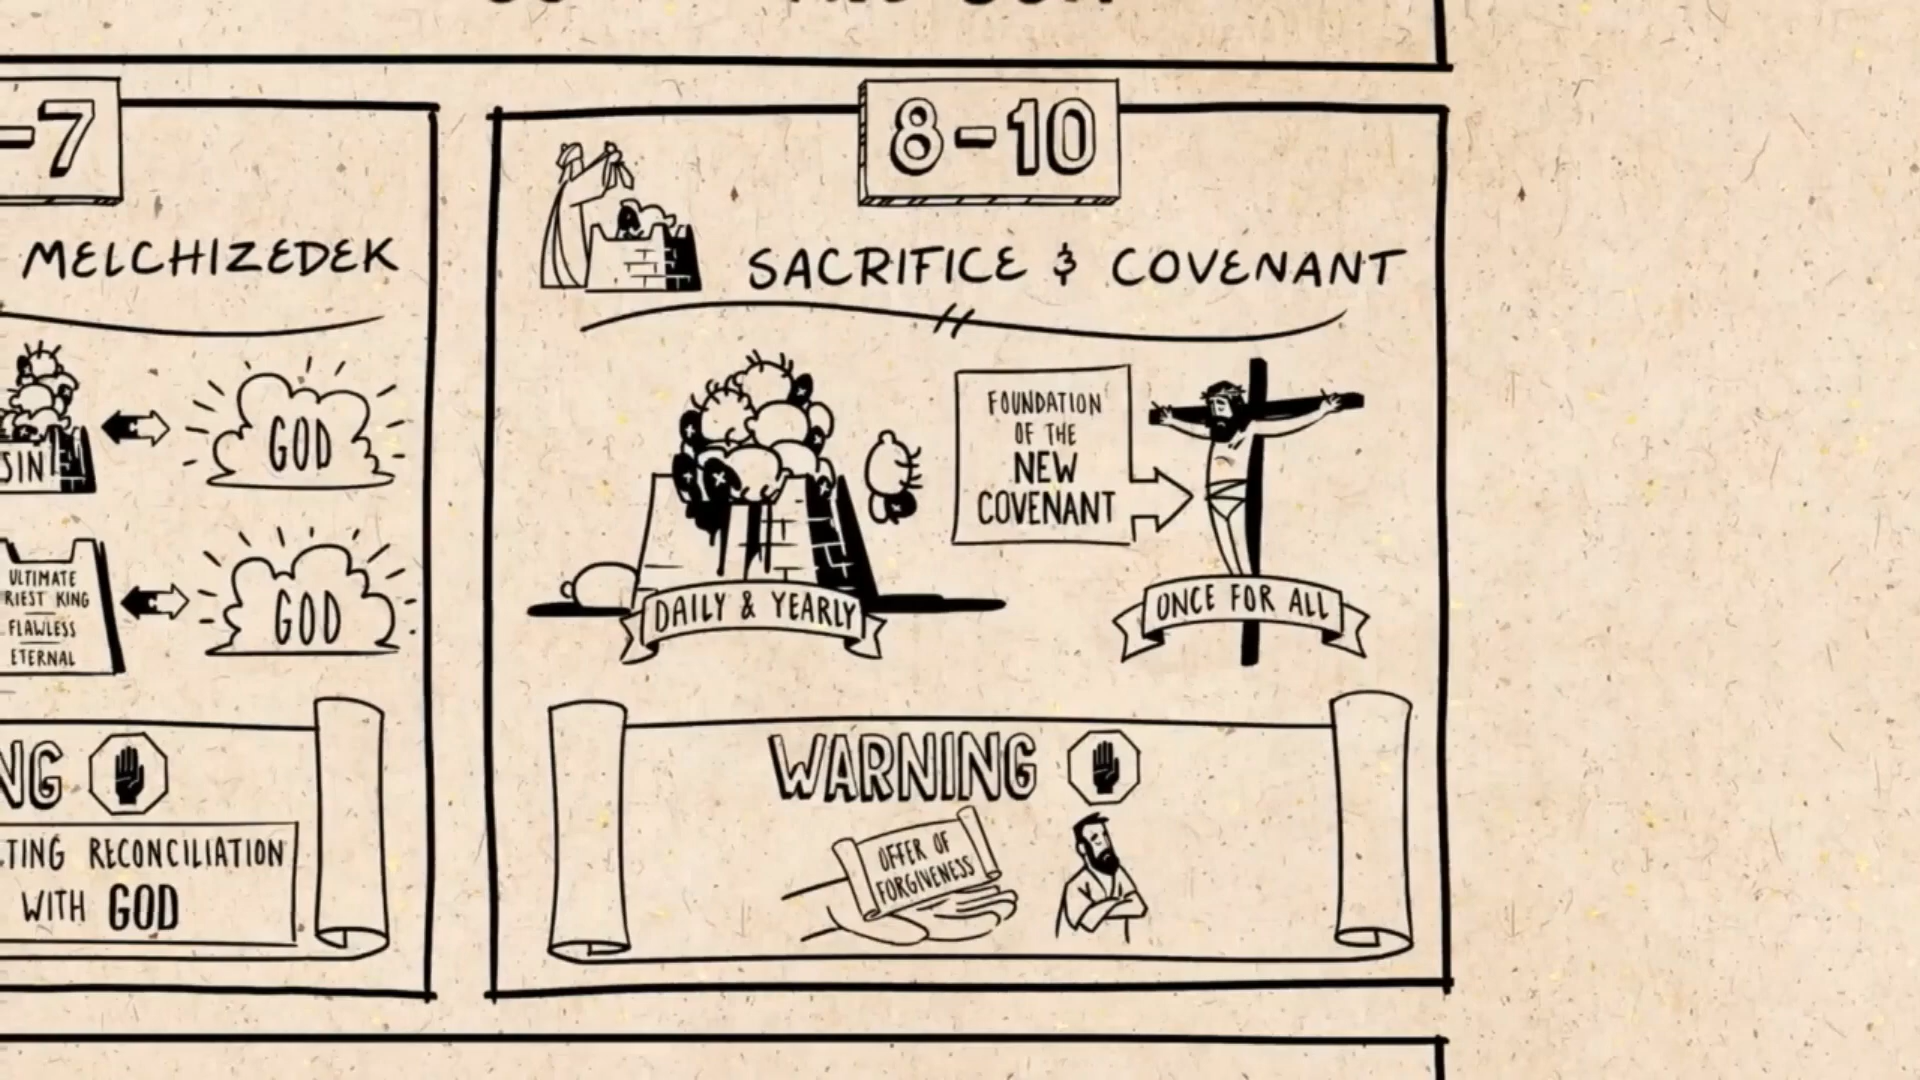 -7
MELCHIZEDEK
SIN
GOD
ULTIMATE
RIEST KING
FLAWLESS
ETERNAL
GOD
NG
TING RECONCILIATION
WITH GOD
8-10
SACRIFICE & COVENANT
DAILY & YEARLY
FOUNDATION
OF THE
NEW
COVENANT
ONCE FOR ALL
WARNING
OFFER OF
FORGIVENESS